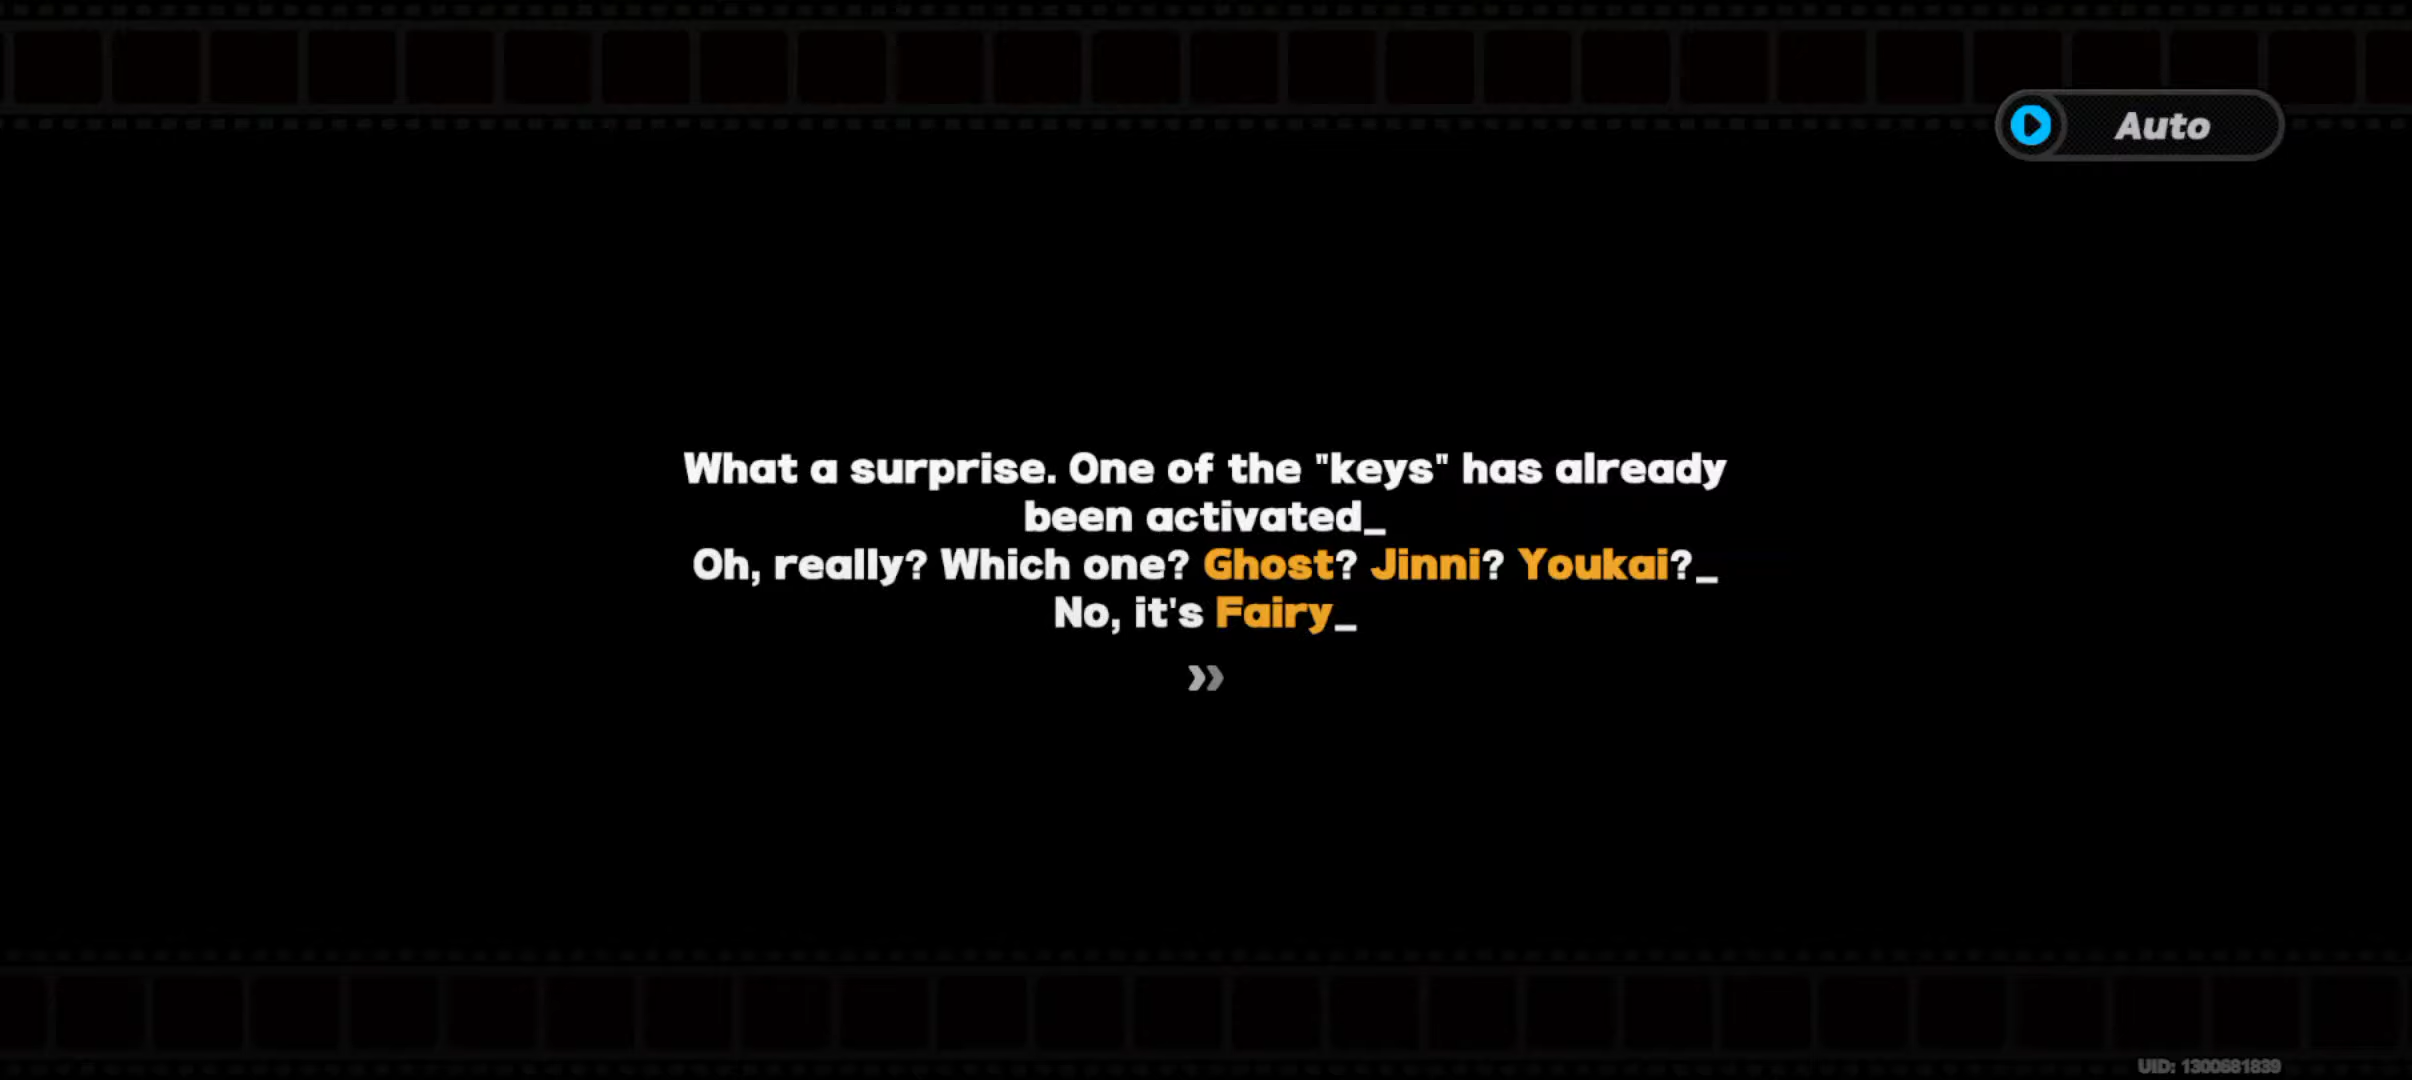 Auto
What a surprise. One of the "keys" has already
been activated_
Oh, really? Which one? Ghost? Jinni? Youkai?_
No, it's Fairy_
UID: 1300681839